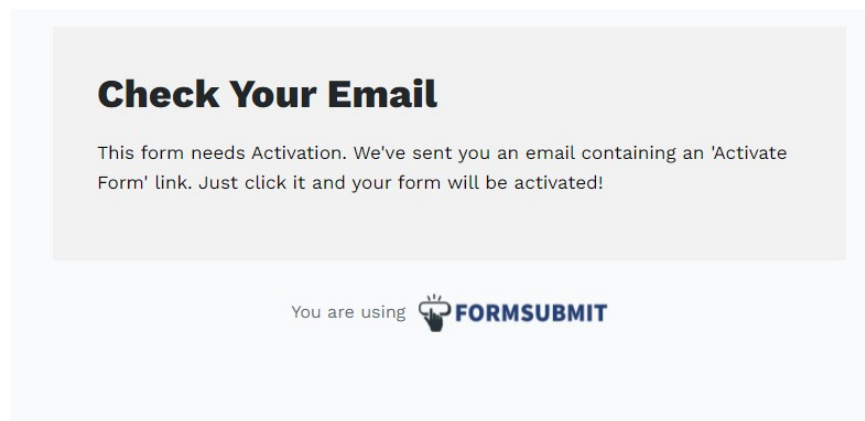 Check Your Email
This form needs Activation. We've sent you an email containing an 'Activate
Form' link. Just click it and your form will be activated!
You are using FORMSUBMIT